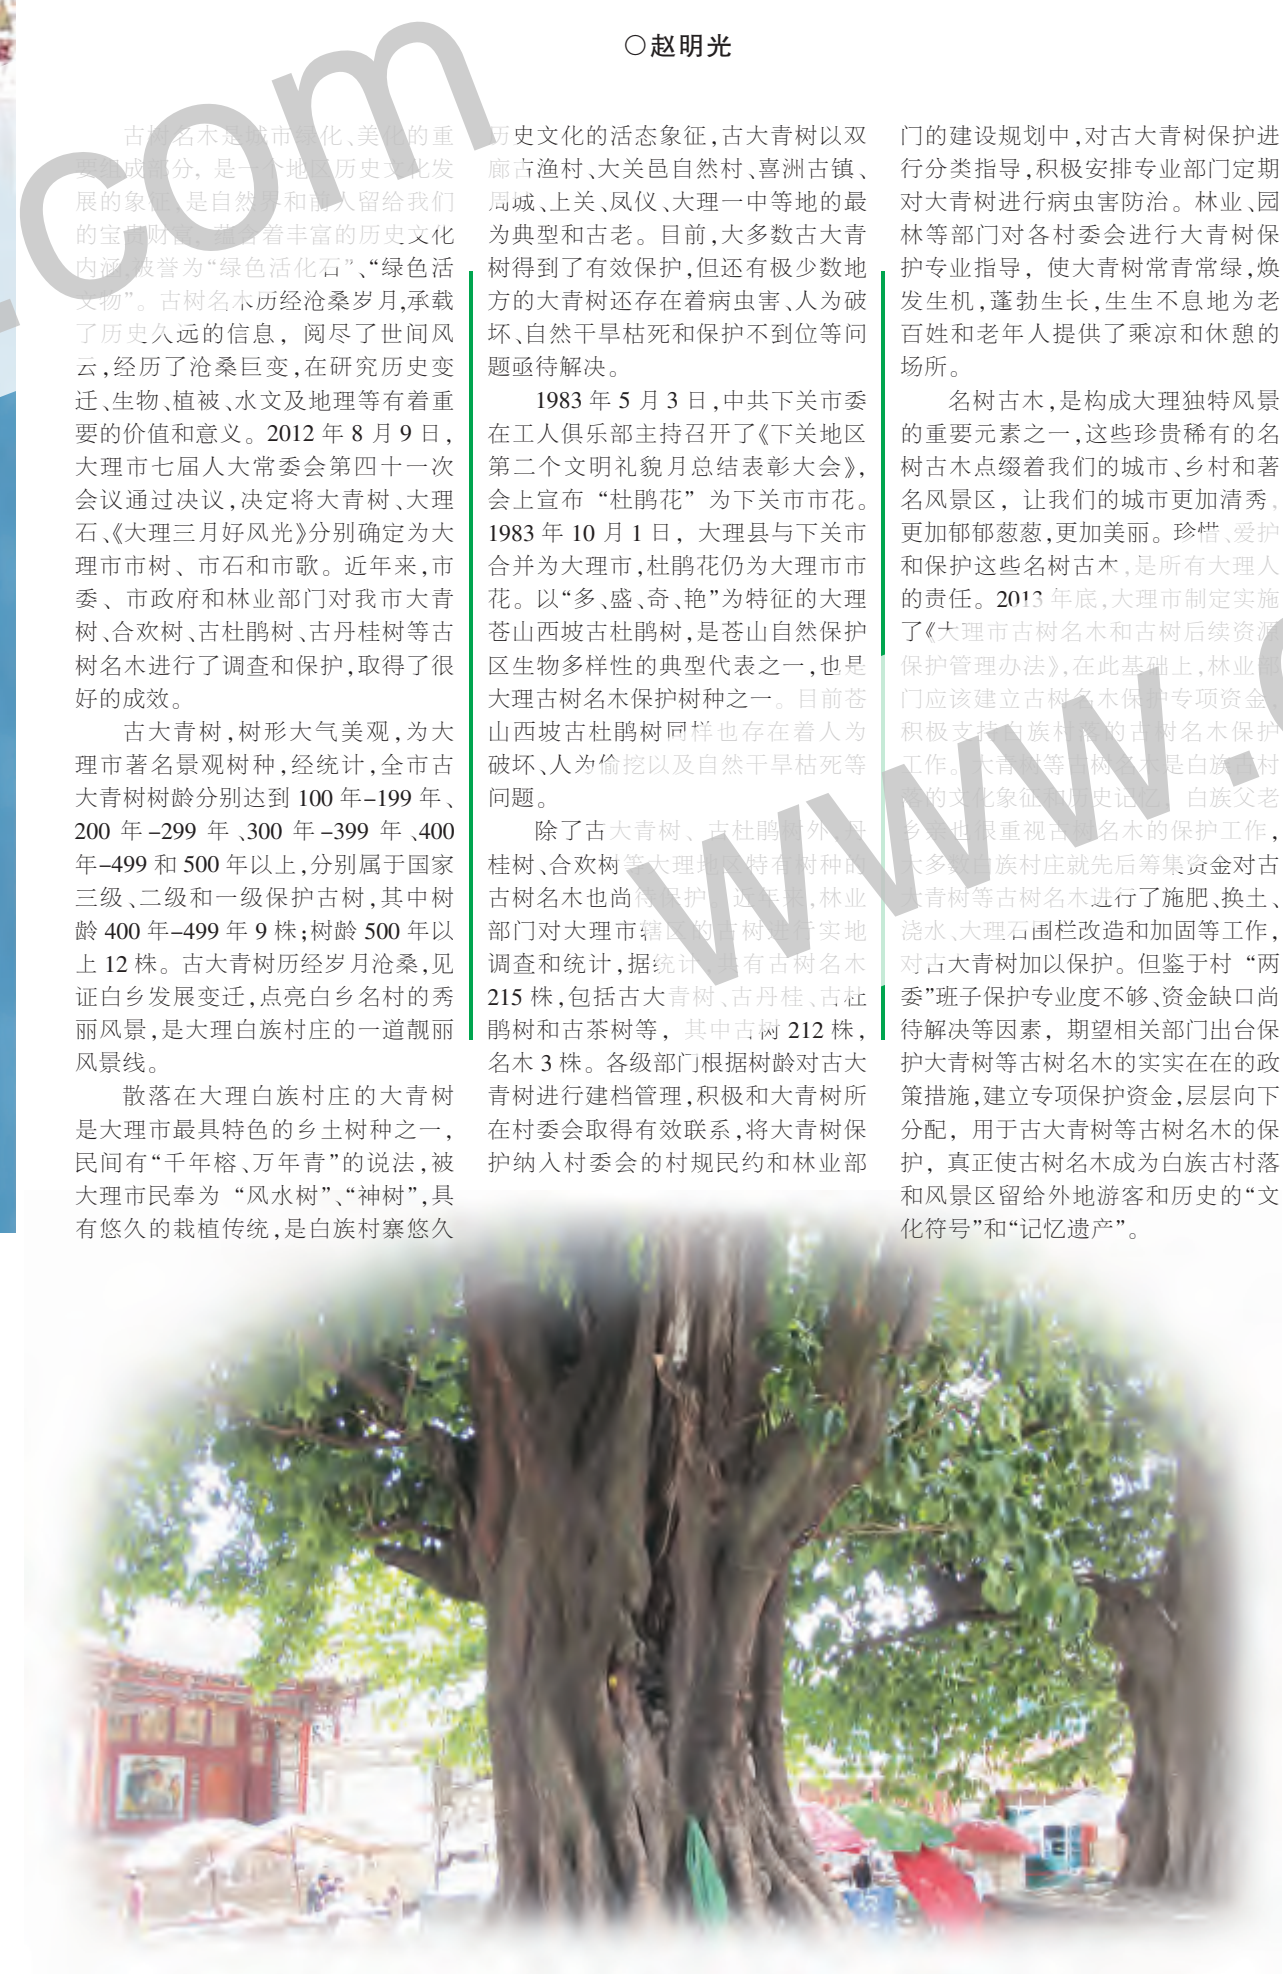 ○赵明光
古树名木是城市绿化、美化的重
要组成部分，是一个地区历史文化发
展的象征，是自然界和前人留给我们
的宝贵财富，蕴含着丰富的历史文化
内涵，被誉为“绿色活化石”、“绿色活
文物”。古树名木历经沧桑岁月，承载
了历史久远的信息，阅尽了世间风
云，经历了沧桑巨变，在研究历史变
迁、生物、植被、水文及地理等有着重
要的价值和意义。2012 年 8 月 9 日，
大理市七届人大常委会第四十一次
会议通过决议，决定将大青树、大理
石、《大理三月好风光》分别确定为大
理市市树、市石和市歌。近年来，市
委、市政府和林业部门对我市大青
树、合欢树、古杜鹃树、古丹桂树等古
树名木进行了调查和保护，取得了很
好的成效。
古大青树，树形大气美观，为大
理市著名景观树种，经统计，全市古
大青树树龄分别达到 100 年-199 年、
200 年-299 年、300 年-399 年、400
年-499 和 500 年以上，分别属于国家
三级、二级和一级保护古树，其中树
龄 400 年-499 年 9 株；树龄 500 年以
上 12 株。古大青树历经岁月沧桑，见
证白乡发展变迁，点亮白乡名村的秀
丽风景，是大理白族村庄的一道靓丽
风景线。
散落在大理白族村庄的大青树
是大理市最具特色的乡土树种之一，
民间有“千年榕、万年青”的说法，被
大理市民奉为“风水树”、“神树”，具
有悠久的栽植传统，是白族村寨悠久
历史文化的活态象征，古大青树以双
廊古渔村、大关邑自然村、喜洲古镇、
周城、上关、凤仪、大理一中等地的最
为典型和古老。目前，大多数古大青
树得到了有效保护，但还有极少数地
方的大青树还存在着病虫害、人为破
坏、自然干旱枯死和保护不到位等问
题亟待解决。
1983 年 5 月 3 日，中共下关市委
在工人俱乐部主持召开了《下关地区
第二个文明礼貌月总结表彰大会》，
会上宣布“杜鹃花”为下关市市花。
1983 年 10 月 1 日，大理县与下关市
合并为大理市，杜鹃花仍为大理市市
花。以“多、盛、奇、艳”为特征的大理
苍山西坡古杜鹃树，是苍山自然保护
区生物多样性的典型代表之一，也是
大理古树名木保护树种之一。目前苍
山西坡古杜鹃树同样也存在着人为
破坏、人为偷挖以及自然干旱枯死等
问题。
除了古大青树、古杜鹃树外，丹
桂树、合欢树等大理地区特有树种的
古树名木也尚待保护。近年来，林业
部门对大理市辖区的古树进行实地
调查和统计，据统计，共有古树名木
215 株，包括古大青树、古丹桂、古杜
鹃树和古茶树等，其中古树 212 株，
名木 3 株。各级部门根据树龄对古大
青树进行建档管理，积极和大青树所
在村委会取得有效联系，将大青树保
护纳入村委会的村规民约和林业部
门的建设规划中，对古大青树保护进
行分类指导，积极安排专业部门定期
对大青树进行病虫害防治。林业、园
林等部门对各村委会进行大青树保
护专业指导，使大青树常青常绿，焕
发生机，蓬勃生长，生生不息地为老
百姓和老年人提供了乘凉和休憩的
场所。
名树古木，是构成大理独特风景
的重要元素之一，这些珍贵稀有的名
树古木点缀着我们的城市、乡村和著
名风景区，让我们的城市更加清秀，
更加郁郁葱葱，更加美丽。珍惜、爱护
和保护这些名树古木，是所有大理人
的责任。2013 年底，大理市制定实施
了《大理市古树名木和古树后续资源
保护管理办法》，在此基础上，林业部
门应该建立古树名木保护专项资金，
积极支持白族村落的古树名木保护
工作。大青树等古树名木是白族古村
落的文化象征和历史记忆，白族父老
乡亲也很重视古树名木的保护工作，
大多数白族村庄就先后筹集资金对古
大青树等古树名木进行了施肥、换土、
浇水、大理石围栏改造和加固等工作，
对古大青树加以保护。但鉴于村“两
委”班子保护专业度不够、资金缺口尚
待解决等因素，期望相关部门出台保
护大青树等古树名木的实实在在的政
策措施，建立专项保护资金，层层向下
分配，用于古大青树等古树名木的保
护，真正使古树名木成为白族古村落
和风景区留给外地游客和历史的“文
化符号”和“记忆遗产”。
.com
www.